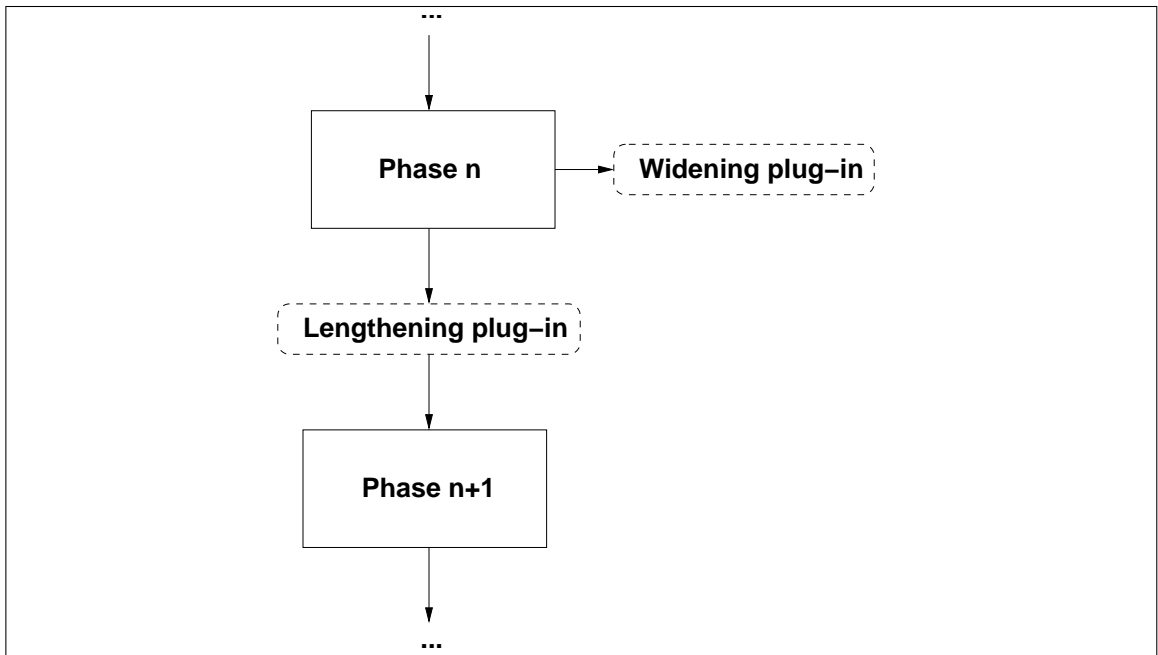 ...
Phase n
Widening plug−in
Lengthening plug−in
Phase n+1
...